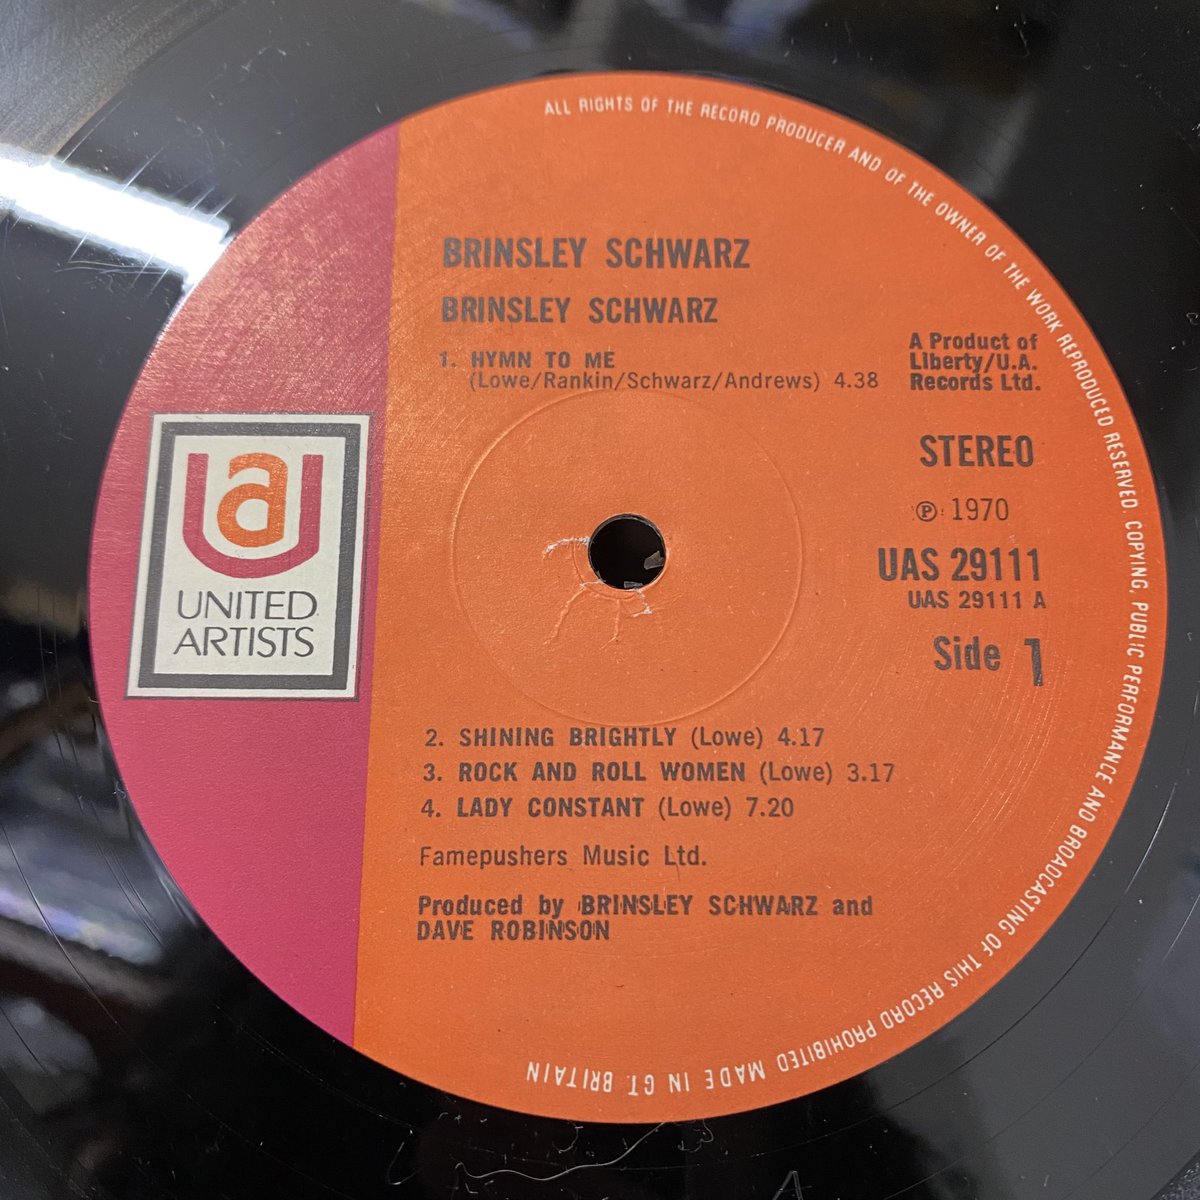 ALL RIGHTS OF THE RECORD PRODUCER AND OF THE OWNER OF THE WORK REPRODUCED RESERVED. COPYING, PUBLIC PERFORMANCE AND BROADCASTING OF THIS RECORD PROHIBITED MADE IN GT. BRITAIN
BRINSLEY SCHWARZ
BRINSLEY SCHWARZ
1. HYMN TO ME
(Lowe/Rankin/Schwarz/Andrews) 4.38
A Product of
Liberty/U.A.
Records Ltd.
STEREO
℗ 1970
UAS 29111
UAS 29111 A
Side 1
ua
UNITED
ARTISTS
2. SHINING BRIGHTLY (Lowe) 4.17
3. ROCK AND ROLL WOMEN (Lowe) 3.17
4. LADY CONSTANT (Lowe) 7.20
Famepushers Music Ltd.
Produced by BRINSLEY SCHWARZ and
DAVE ROBINSON